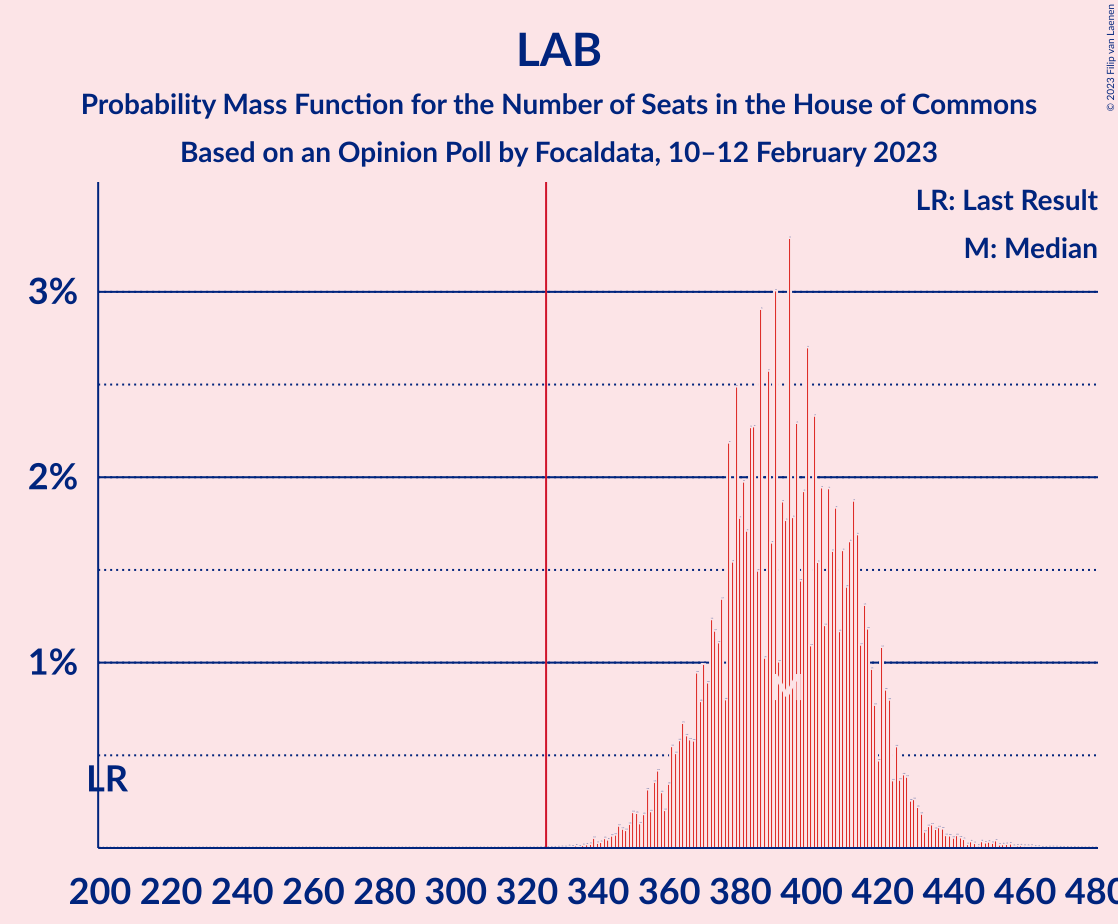 © 2023 Filip van Laenen
LAB
Probability Mass Function for the Number of Seats in the House of Commons
Based on an Opinion Poll by Focaldata, 10–12 February 2023
LR: Last Result
M: Median
3%
2%
1%
M
LR
200 220 240 260 280 300 320 340 360 380 400 420 440 460 480